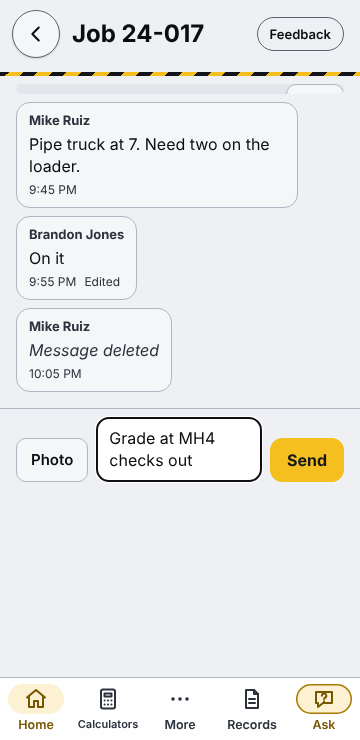 Job 24-017
Feedback
Mike Ruiz
Pipe truck at 7. Need two on the
loader.
9:45 PM
Brandon Jones
On it
9:55 PM Edited
Mike Ruiz
Message deleted
10:05 PM
Photo
Grade at MH4
checks out
Send
Home
Calculators
More
Records
Ask